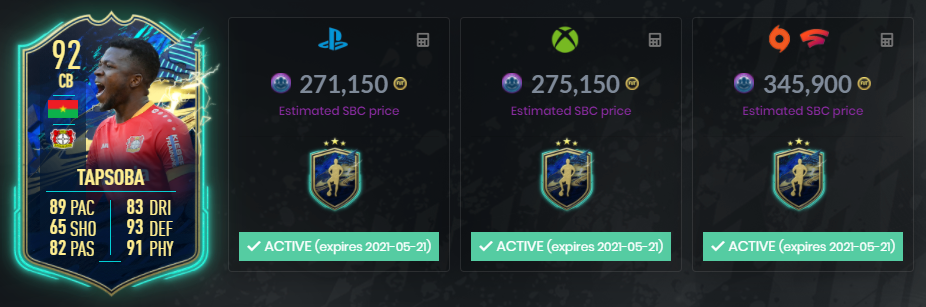 92
CB
TAPSOBA
89 PAC 83 DRI
65 SHO 93 DEF
82 PAS 91 PHY
271,150
Estimated SBC price
ACTIVE (expires 2021-05-21)
275,150
Estimated SBC price
ACTIVE (expires 2021-05-21)
345,900
Estimated SBC price
ACTIVE (expires 2021-05-21)